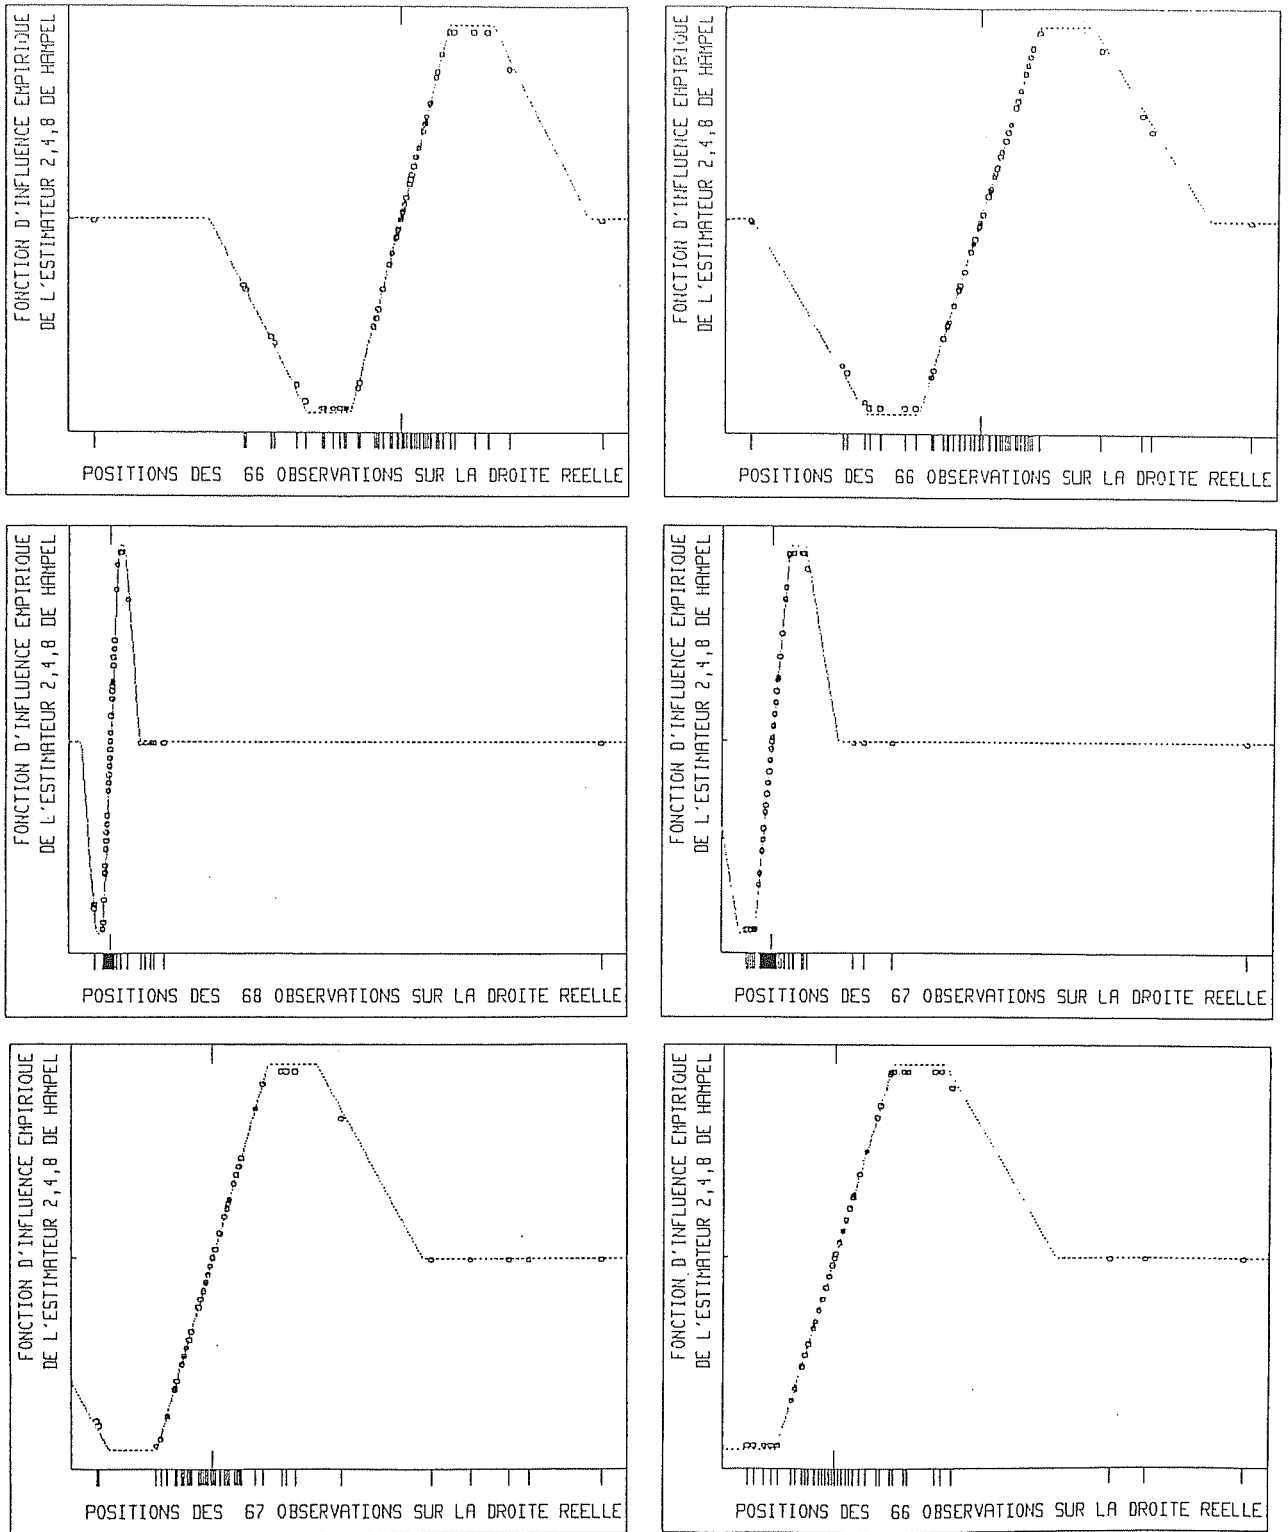 FONCTION D'INFLUENCE EMPIRIQUE
DE L'ESTIMATEUR 2,4,8 DE HAMPEL
POSITIONS DES 66 OBSERVATIONS SUR LA DROITE REELLE
FONCTION D'INFLUENCE EMPIRIQUE
DE L'ESTIMATEUR 2,4,8 DE HAMPEL
POSITIONS DES 66 OBSERVATIONS SUR LA DROITE REELLE
FONCTION D'INFLUENCE EMPIRIQUE
DE L'ESTIMATEUR 2,4,8 DE HAMPEL
POSITIONS DES 68 OBSERVATIONS SUR LA DROITE REELLE
FONCTION D'INFLUENCE EMPIRIQUE
DE L'ESTIMATEUR 2,4,8 DE HAMPEL
POSITIONS DES 67 OBSERVATIONS SUR LA DROITE REELLE
FONCTION D'INFLUENCE EMPIRIQUE
DE L'ESTIMATEUR 2,4,8 DE HAMPEL
POSITIONS DES 67 OBSERVATIONS SUR LA DROITE REELLE
FONCTION D'INFLUENCE EMPIRIQUE
DE L'ESTIMATEUR 2,4,8 DE HAMPEL
POSITIONS DES 66 OBSERVATIONS SUR LA DROITE REELLE